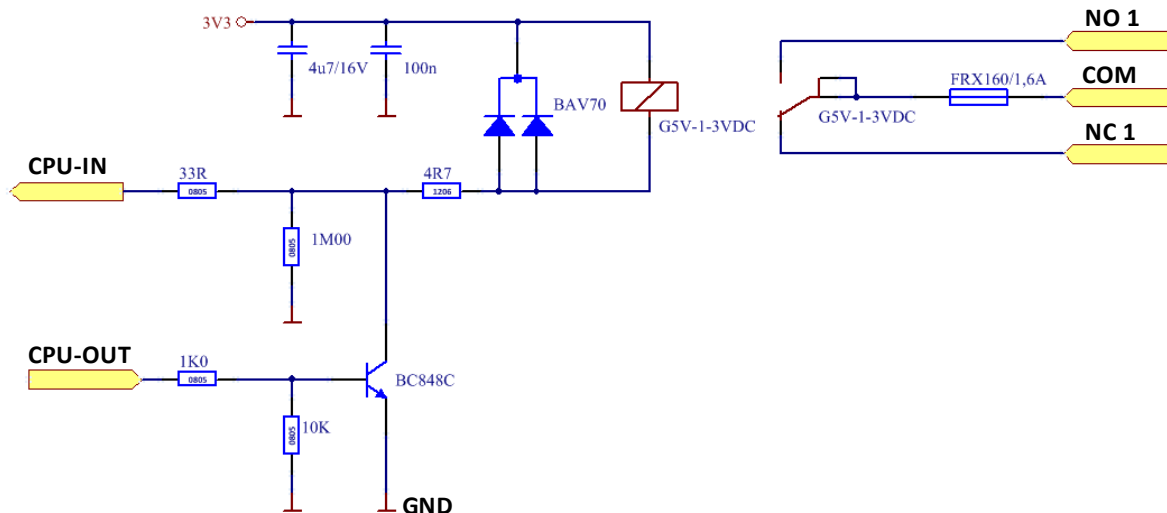 3V3
4u7/16V
100n
BAV70
G5V-1-3VDC
NO 1
COM
FRX160/1,6A
G5V-1-3VDC
NC 1
CPU-IN
33R
0805
4R7
1206
1M00
0805
CPU-OUT
1K0
0805
BC848C
10K
0805
GND